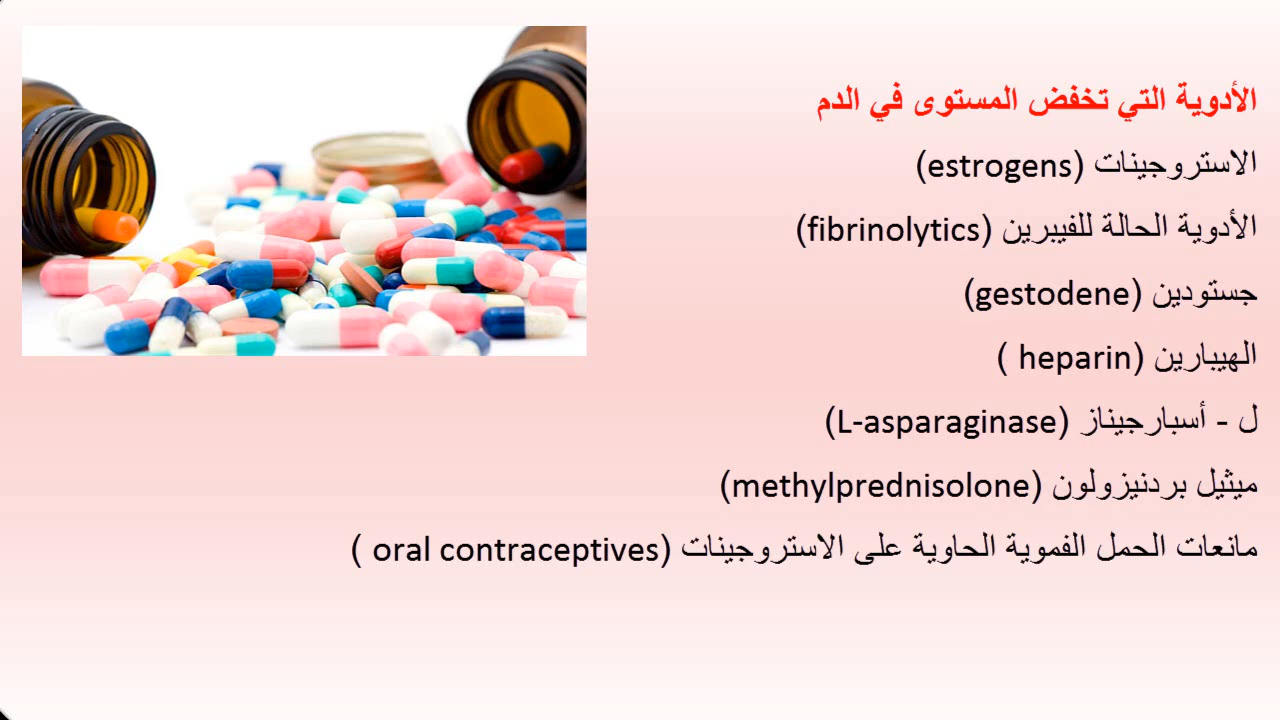 الأدوية التي تخفض المستوى في الدم
الاستروجينات (estrogens)
الأدوية الحالة للفيبرين (fibrinolytics)
جستودين (gestodene)
الهيبارين (heparin )
ل - أسبارجيناز (L-asparaginase)
ميثيل بردنيزولون (methylprednisolone)
مانعات الحمل الفموية الحاوية على الاستروجينات (oral contraceptives )